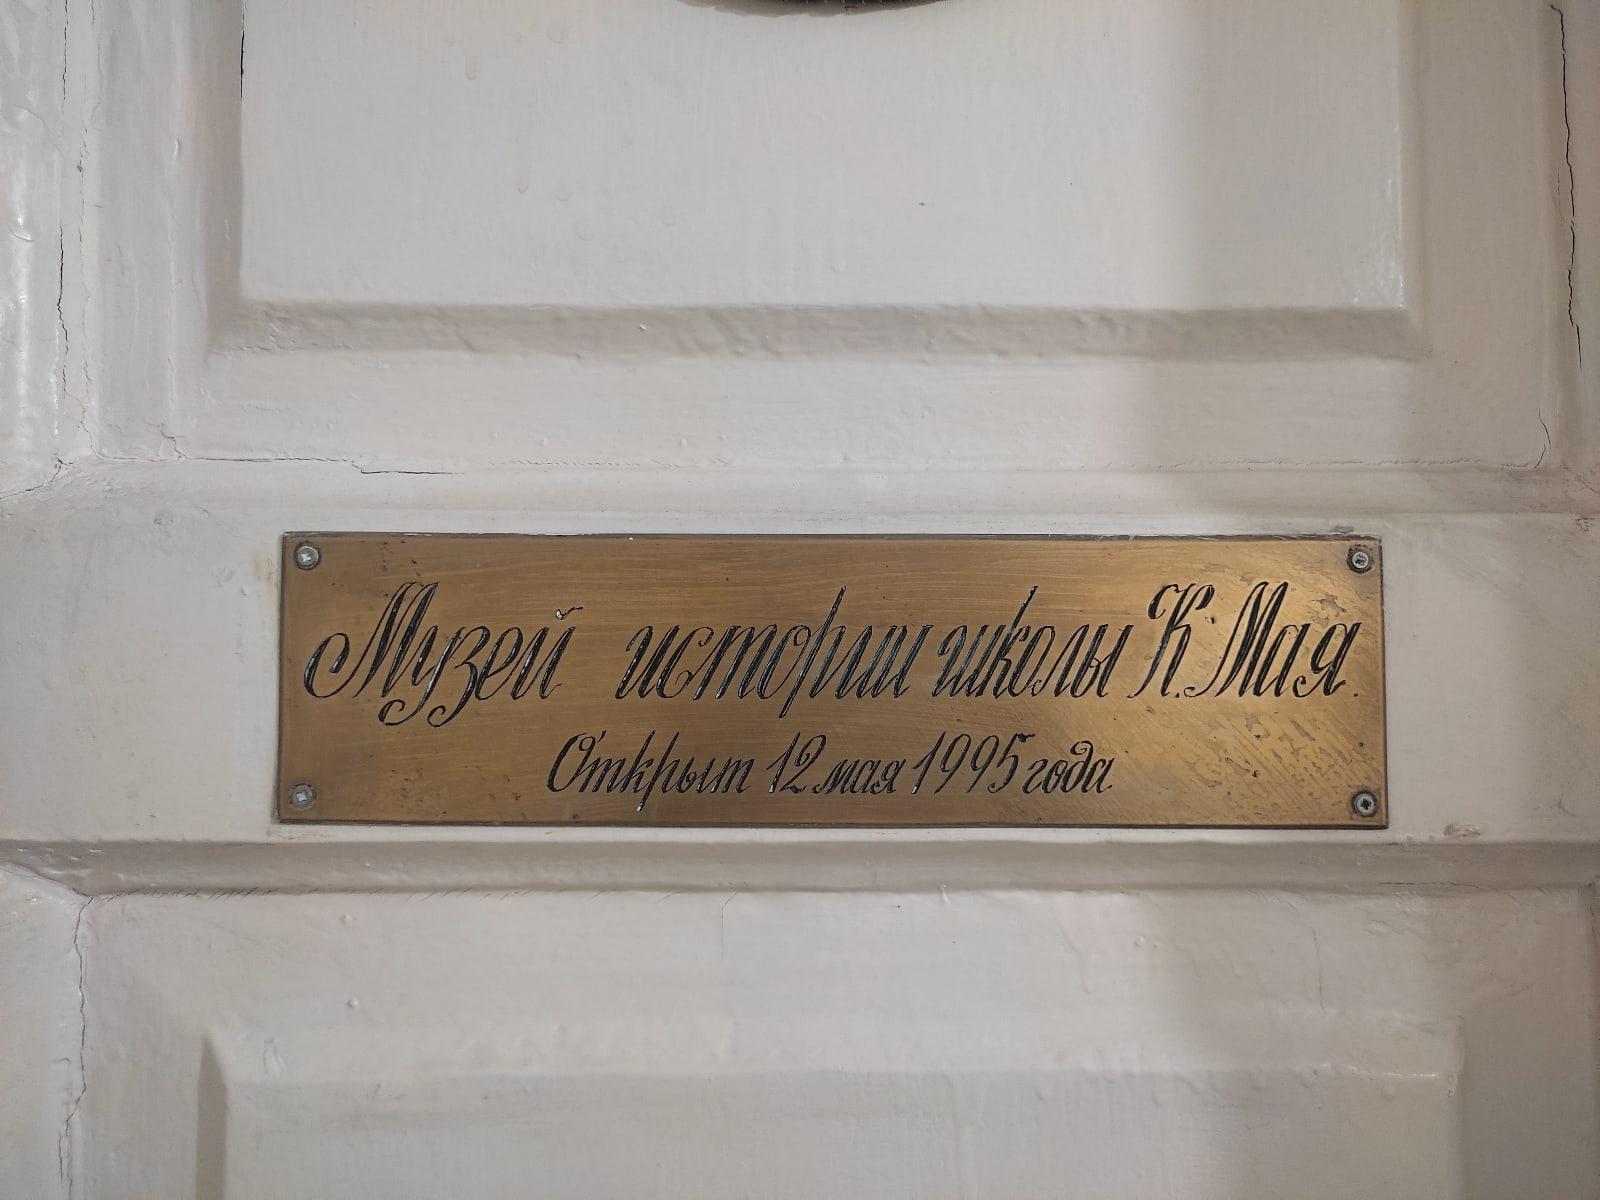 Музей истории школы К. Мая.
Открыт 12 мая 1995 года